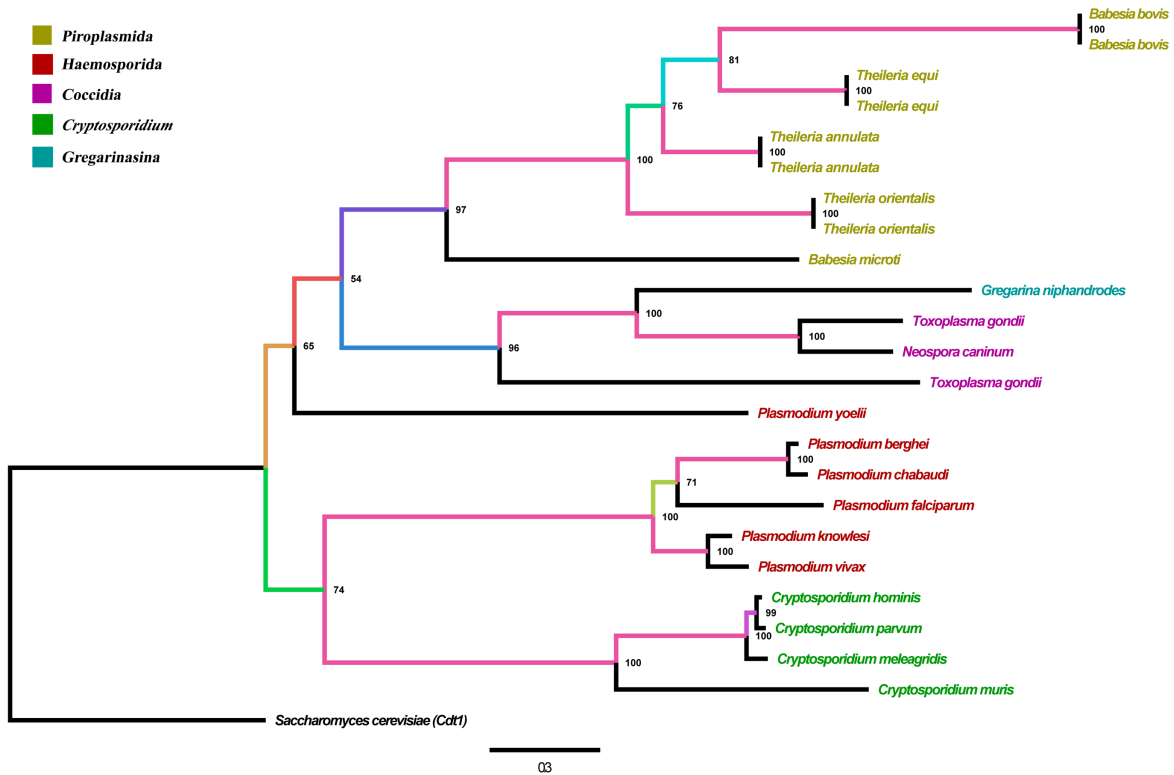 Piroplasmida
Haemosporida
Coccidia
Cryptosporidium
Gregarinasina
Babesia bovis
100
Babesia bovis
81
Theileria equi
100
Theileria equi
76
Theileria annulata
100
Theileria annulata
100
Theileria orientalis
100
Theileria orientalis
97
Babesia microti
54
Gregarina niphandrodes
100
Toxoplasma gondii
100
Neospora caninum
96
Toxoplasma gondii
65
Plasmodium yoelii
Plasmodium berghei
100
Plasmodium chabaudi
71
Plasmodium falciparum
100
Plasmodium knowlesi
100
Plasmodium vivax
74
Cryptosporidium hominis
99
Cryptosporidium parvum
100
Cryptosporidium meleagridis
100
Cryptosporidium muris
Saccharomyces cerevisiae (Cdt1)
0.3